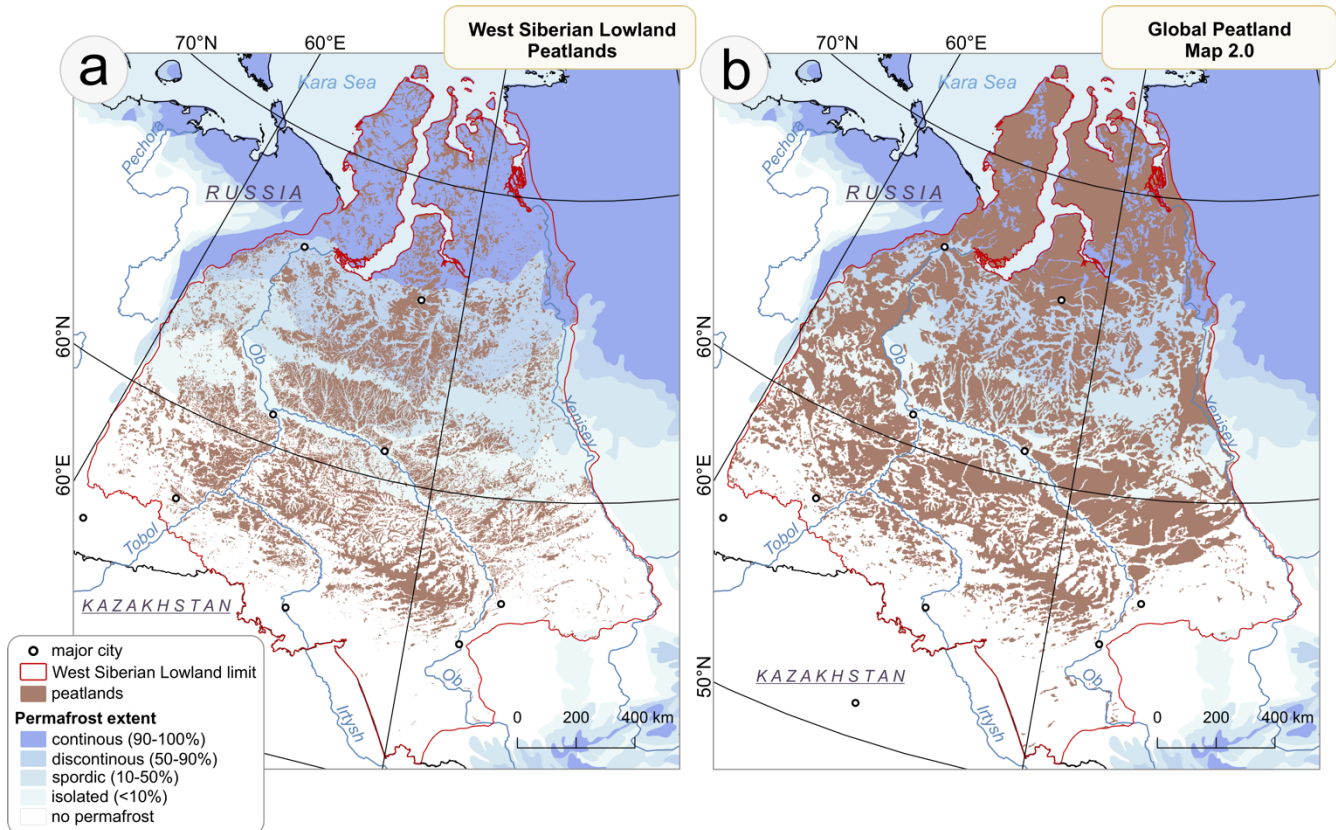 a
West Siberian Lowland
Peatlands
70°N
60°E
Kara Sea
Pechora
RUSSIA
60°N
Ob
Yenisey
60°E
Tobol
KAZAKHSTAN
Ob
Irtysh
0 200 400 km
major city
West Siberian Lowland limit
peatlands
Permafrost extent
continous (90-100%)
discontinous (50-90%)
spordic (10-50%)
isolated (<10%)
no permafrost
b
Global Peatland
Map 2.0
70°N
60°E
Kara Sea
Pechora
RUSSIA
60°N
Ob
Yenisey
60°E
Tobol
50°N
KAZAKHSTAN
Ob
Irtysh
0 200 400 km